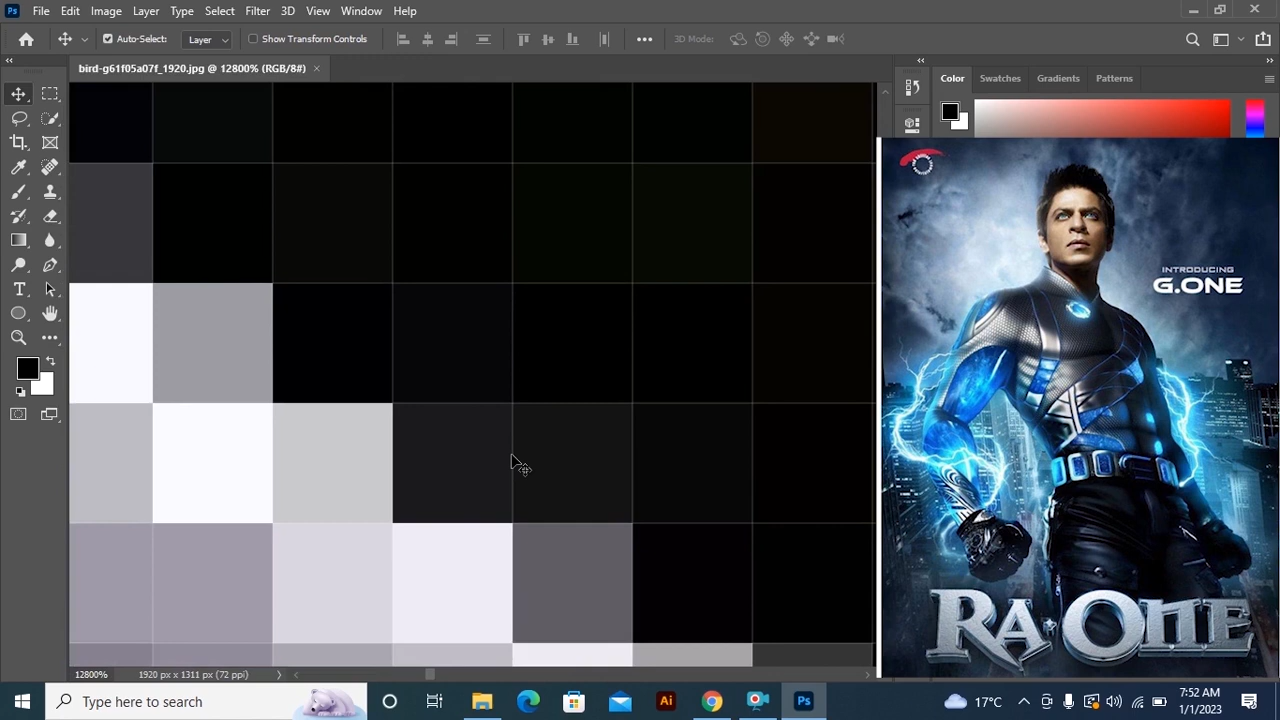 Ps File Edit Image Layer Type Select Filter 3D View Window Help
Auto-Select: Layer Show Transform Controls 3D Mode:
bird-g61f05a07f_1920.jpg @ 12800% (RGB/8#) ×
Color Swatches Gradients Patterns
INTRODUCING
G.ONE
RA.ONE
12800% 1920 px x 1311 px (72 ppi)
Type here to search Ai Ps 17°C 7:52 AM
1/1/2023